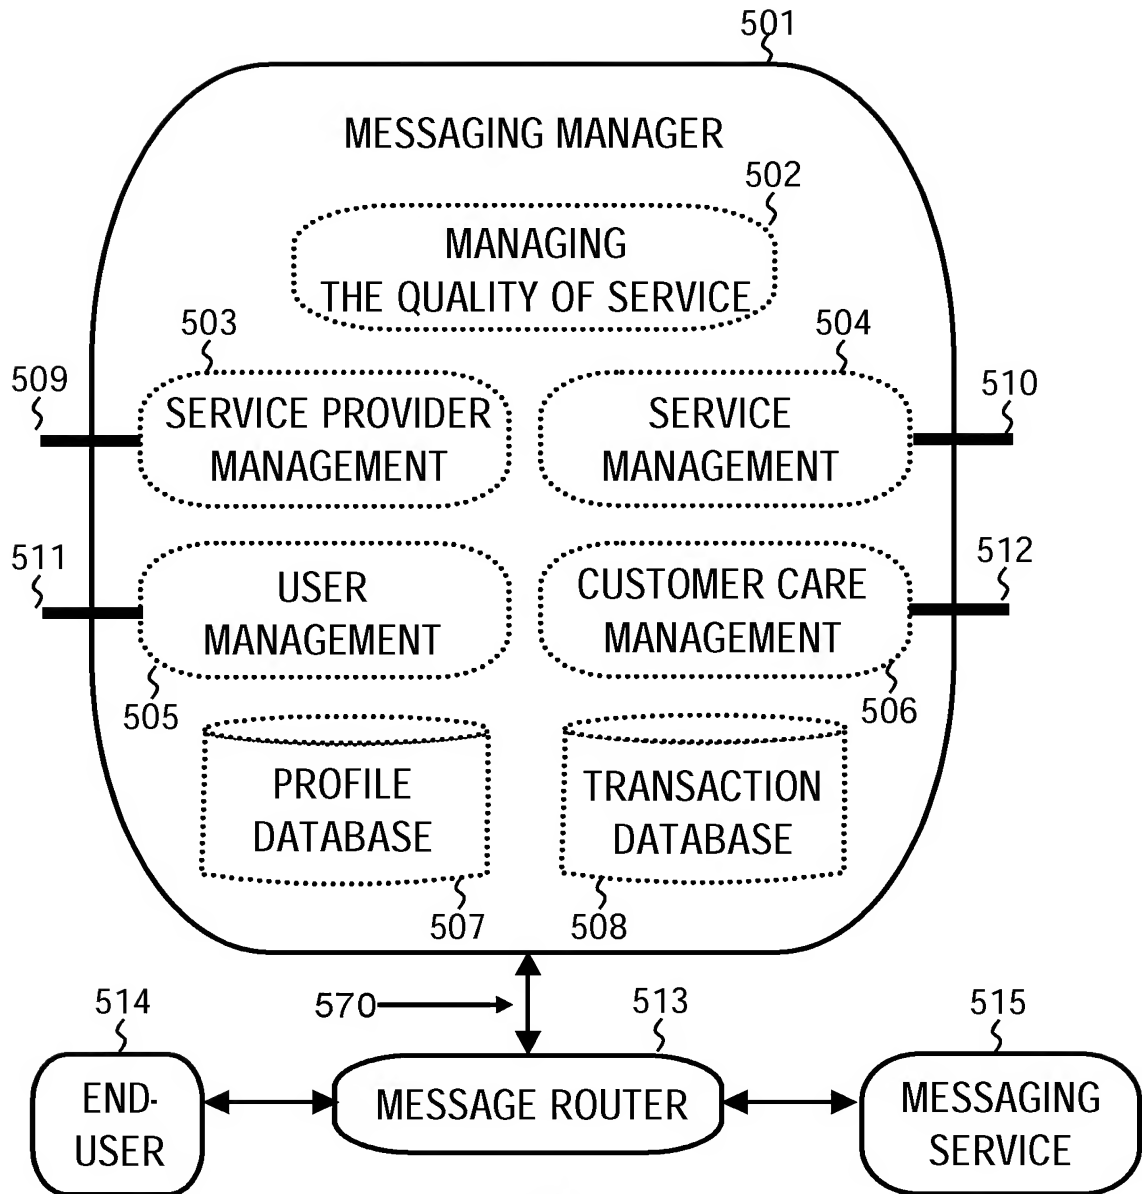 501
MESSAGING MANAGER
502
MANAGING
THE QUALITY OF SERVICE
503
504
509
SERVICE PROVIDER
MANAGEMENT
SERVICE
MANAGEMENT
510
511
USER
MANAGEMENT
CUSTOMER CARE
MANAGEMENT
512
505
506
PROFILE
DATABASE
TRANSACTION
DATABASE
507
508
570
514
513
515
END-
USER
MESSAGE ROUTER
MESSAGING
SERVICE